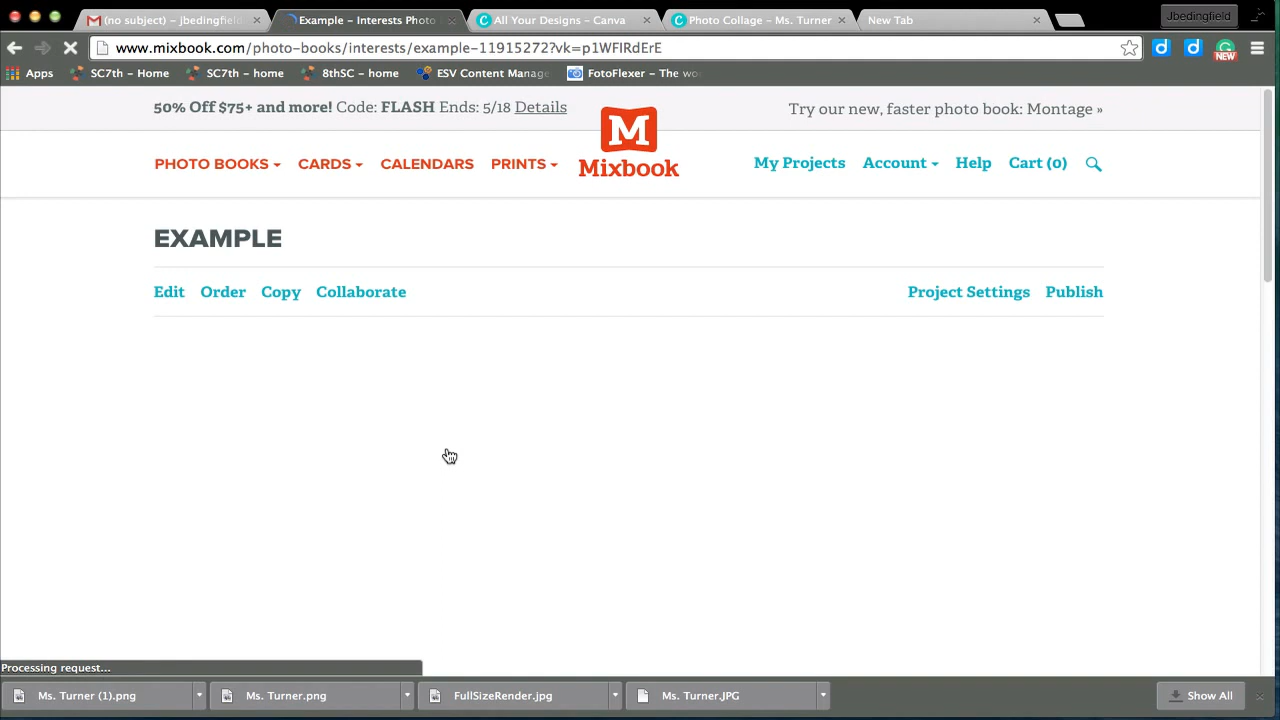 (no subject) – jbedingfield
Example – Interests Photo
All Your Designs – Canva
Photo Collage – Ms. Turner
New Tab
Jbedingfield
www.mixbook.com/photo-books/interests/example-11915272?vk=p1WFlRdErE
NEW
Apps
SC7th – Home
SC7th – home
8thSC – home
ESV Content Manage
FotoFlexer – The wo
50% Off $75+ and more! Code: FLASH Ends: 5/18 Details
Try our new, faster photo book: Montage »
M
Mixbook
PHOTO BOOKS
CARDS
CALENDARS
PRINTS
My Projects
Account
Help
Cart (0)
EXAMPLE
Edit
Order
Copy
Collaborate
Project Settings
Publish
Processing request...
Ms. Turner (1).png
Ms. Turner.png
FullSizeRender.jpg
Ms. Turner.JPG
Show All